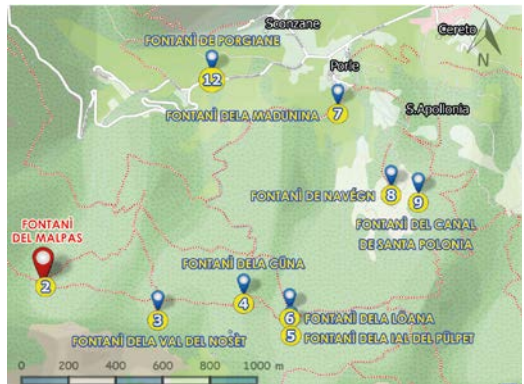 Sconzane
Cereto
FONTANÌ DE PORGIANE
N
12
Porle
FONTANÌ DELA MADUNINA
7
S.Apollonia
FONTANÌ DE NAVÉGN
8
9
FONTANÌ DEL CANAL
DE SANTA POLONIA
FONTANÌ
DEL MALPAS
2
FONTANÌ DELA CÜNA
4
3
FONTANÌ DELA VAL DEL NOSÈT
6
FONTANÌ DELA LÖANA
5
FONTANÌ DELA IAL DEL PÜLPET
0 200 400 600 800 1000 m